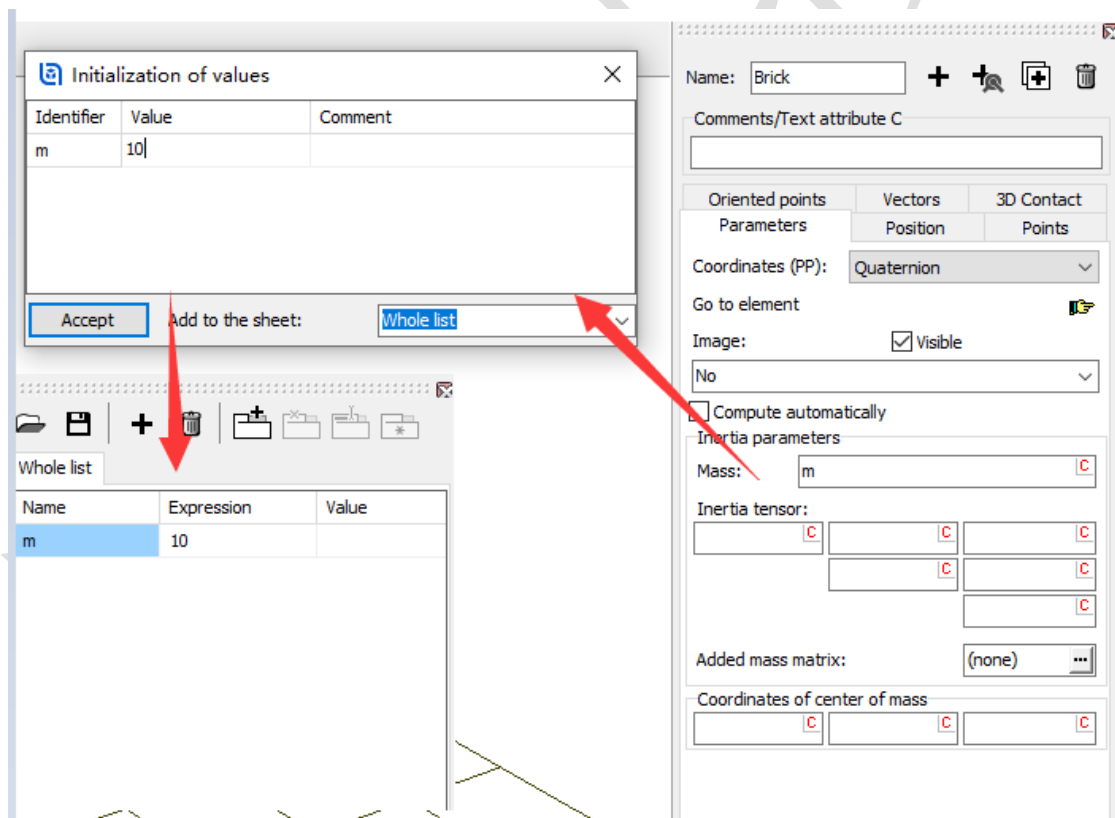 Initialization of values
Identifier Value Comment
m 10
Accept Add to the sheet: Whole list
Whole list
Name Expression Value
m 10
Name: Brick
Comments/Text attribute C
Oriented points Vectors 3D Contact
Parameters Position Points
Coordinates (PP): Quaternion
Go to element
Image: Visible
No
Compute automatically
Inertia parameters
Mass: m C
Inertia tensor:
C C C
C C
C
Added mass matrix: (none) ...
Coordinates of center of mass
C C C